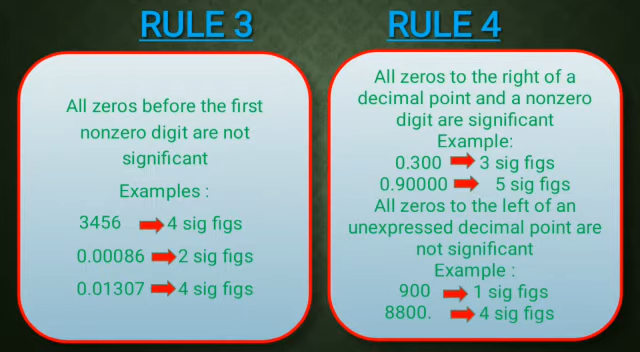 RULE 3
All zeros before the first
nonzero digit are not
significant
Examples :
3456 4 sig figs
0.00086 2 sig figs
0.01307 4 sig figs
RULE 4
All zeros to the right of a
decimal point and a nonzero
digit are significant
Example:
0.300 3 sig figs
0.90000 5 sig figs
All zeros to the left of an
unexpressed decimal point are
not significant
Example :
900 1 sig figs
8800. 4 sig figs